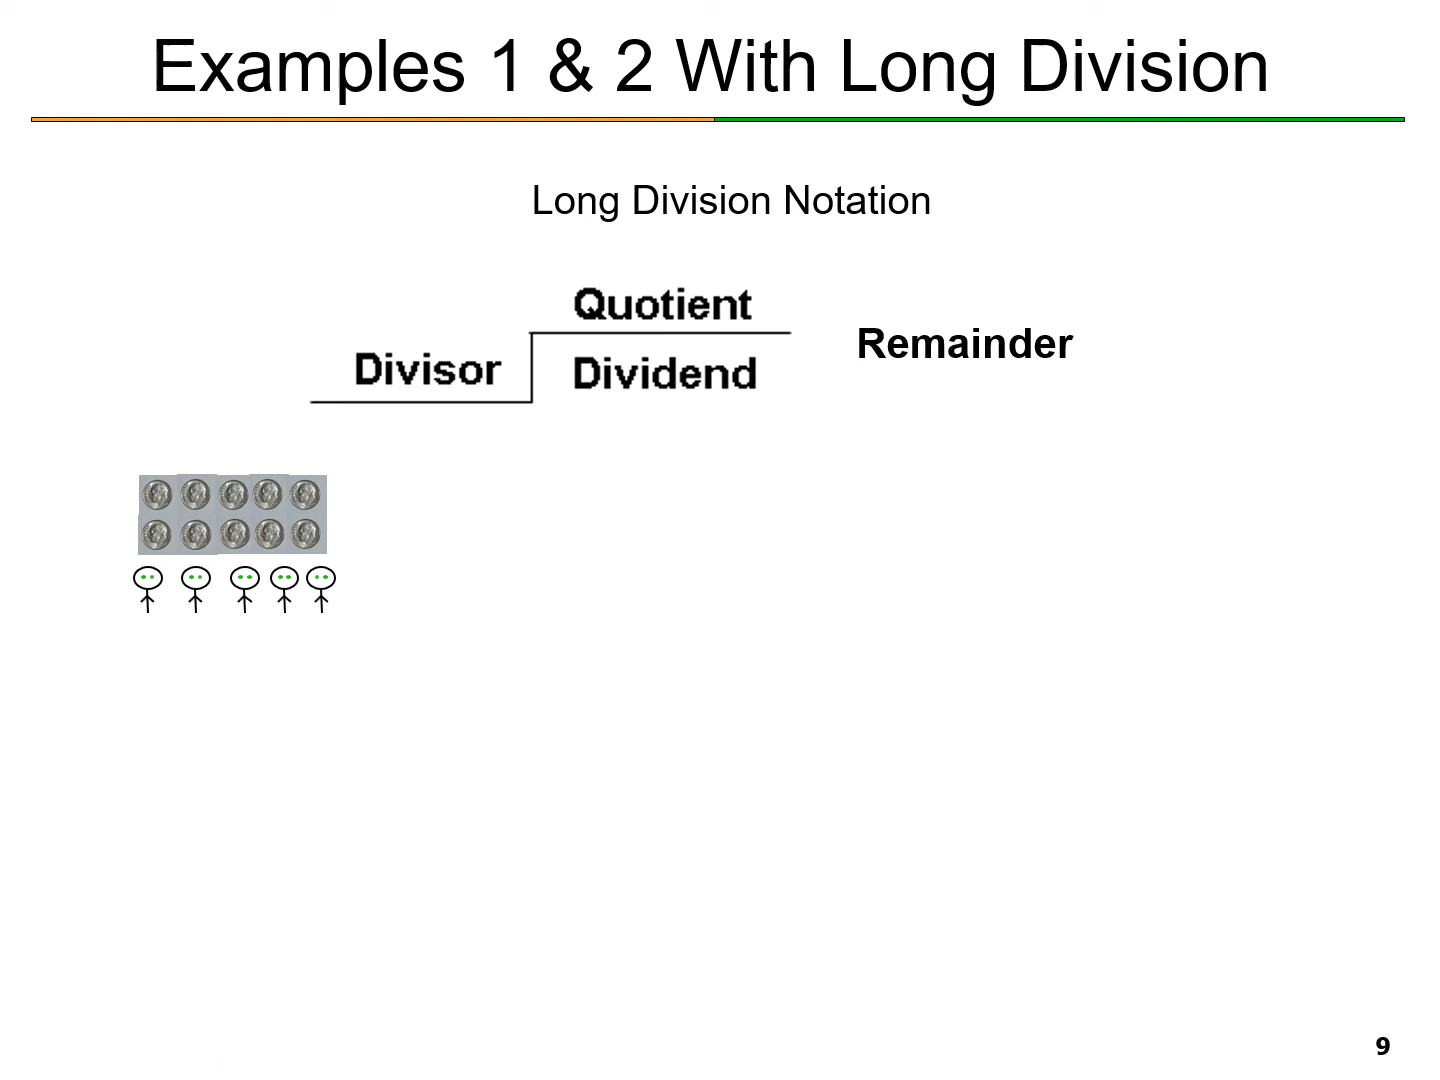 Examples 1 & 2 With Long Division
Long Division Notation
Quotient
Remainder
Divisor
Dividend
9